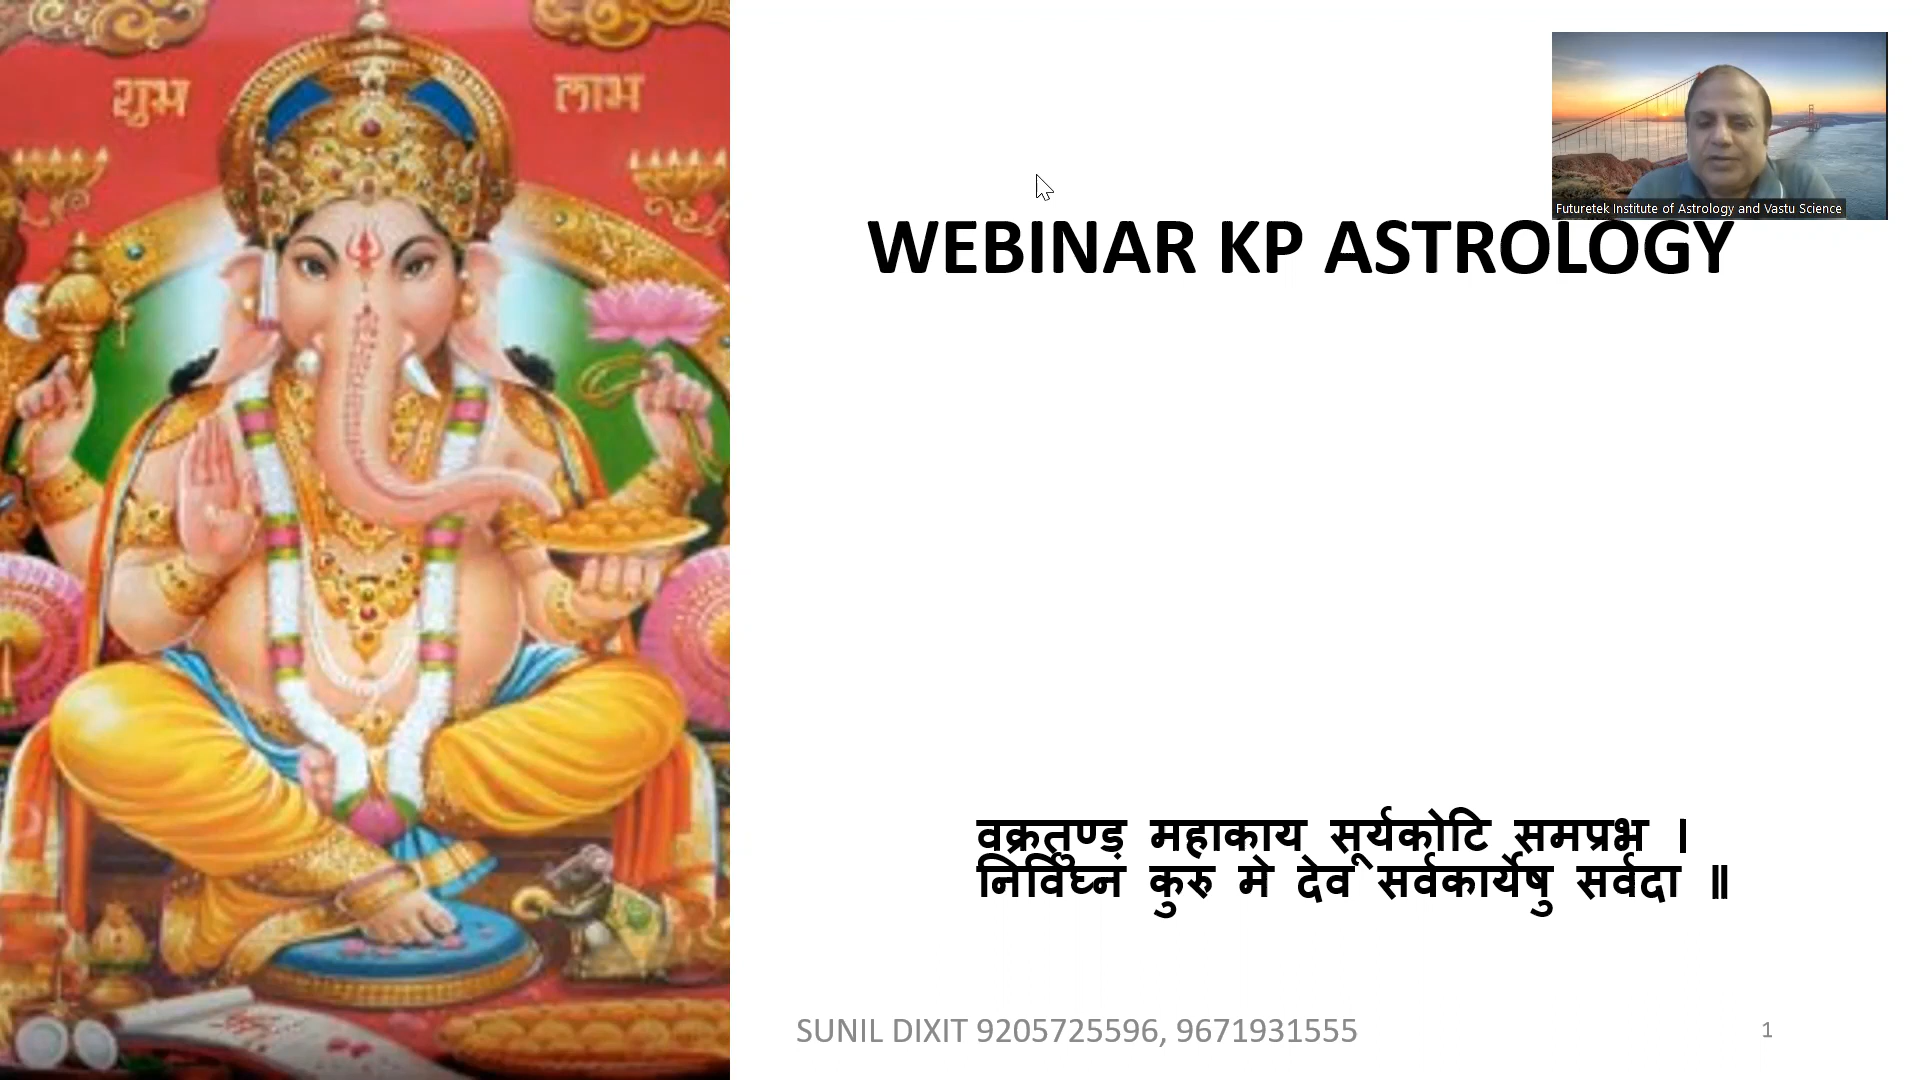 शुभ
लाभ
Futuretek Institute of Astrology and Vastu Science
WEBINAR KP ASTROLOGY
वक्रतुण्ड़ महाकाय सूर्यकोटि समप्रभ ।
निर्विघ्नं कुरु मे देव सर्वकार्येषु सर्वदा ॥
SUNIL DIXIT 9205725596, 9671931555
1